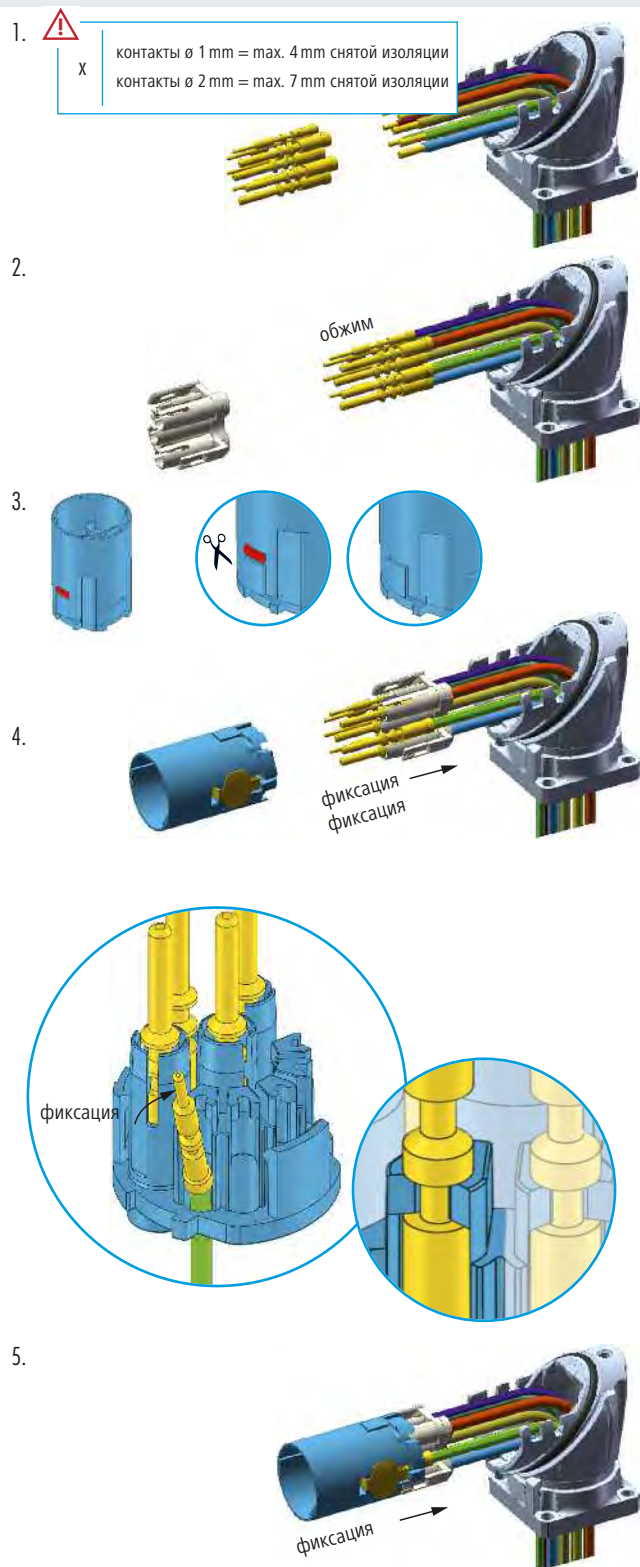 1.
x
контакты ø 1 mm = max. 4 mm снятой изоляции
контакты ø 2 mm = max. 7 mm снятой изоляции
2.
обжим
3.
4.
фиксация
фиксация
фиксация
5.
фиксация